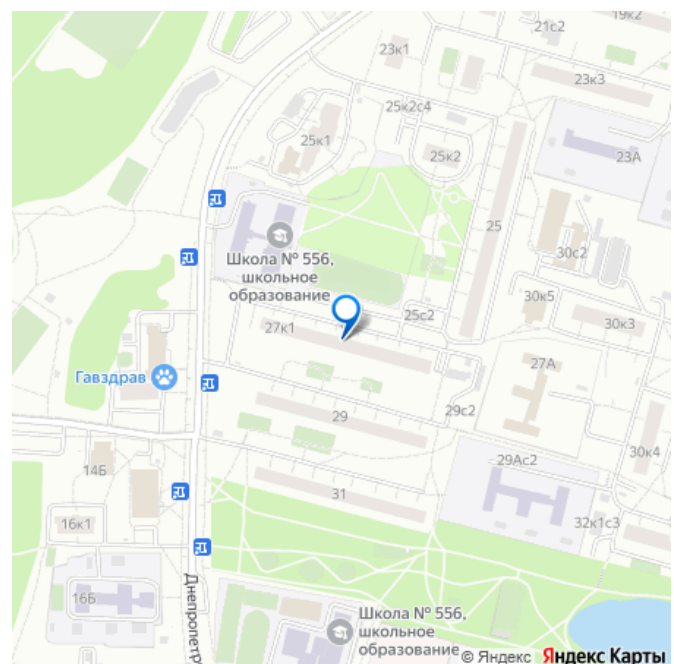 19к2
21с2
23к1
23к3
25к2с4
25к1
25к2
23А
25
30с2
Школа № 556,
школьное
образование
30к5
25с2
30к3
27к1
27А
Гавздрав
29с2
29
30к4
14Б
29Ас2
31
16к1
32к1с3
16Б
Днепропетр
Школа № 556,
школьное
образование
© Яндекс Яндекс Карты